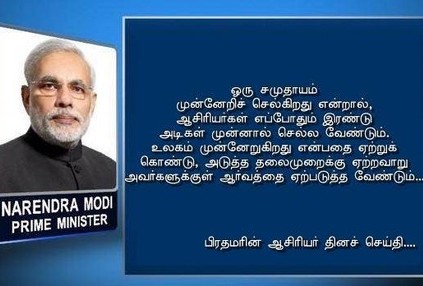 ஒரு சமுதாயம்
முன்னேறிச் செல்கிறது என்றால்,
ஆசிரியர்கள் எப்போதும் இரண்டு
அடிகள் முன்னால் செல்ல வேண்டும்.
உலகம் முன்னேறுகிறது என்பதை ஏற்றுக்
கொண்டு, அடுத்த தலைமுறைக்கு ஏற்றவாறு
அவர்களுக்குள் ஆர்வத்தை ஏற்படுத்த வேண்டும்...
பிரதமரின் ஆசிரியர் தினச் செய்தி....
NARENDRA MODI
PRIME MINISTER